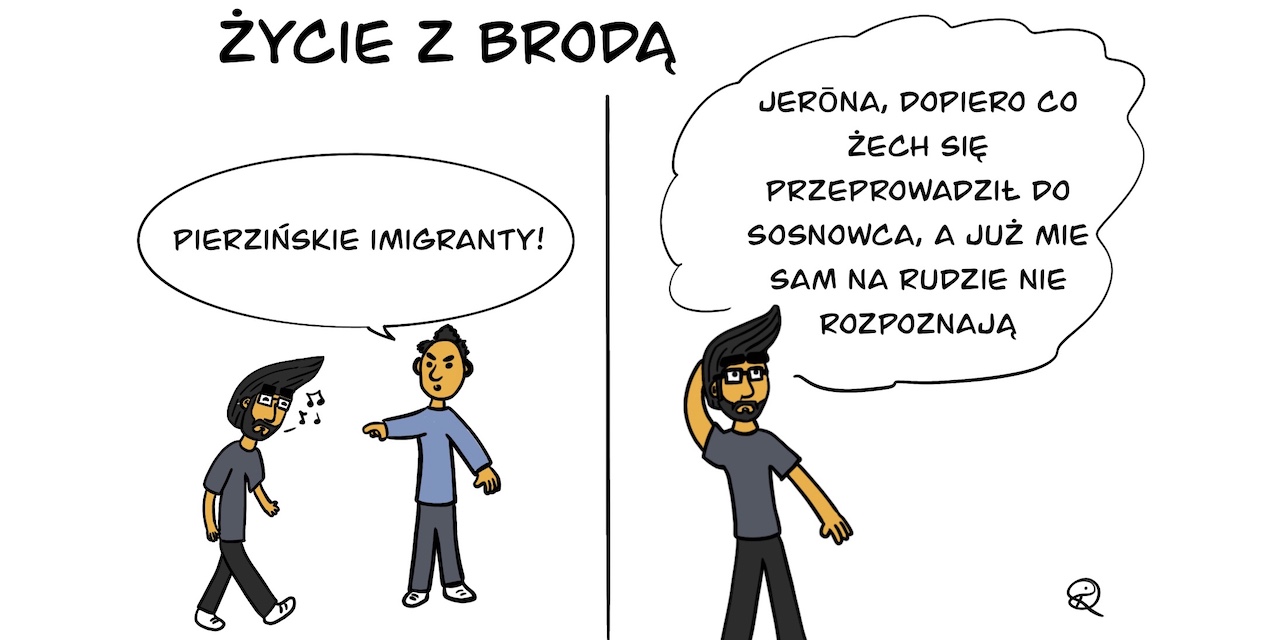 ŻYCIE Z BRODĄ
PIERZIŃSKIE IMIGRANTY!
JERŌNA, DOPIERO CO
ŻECH SIĘ
PRZEPROWADZIŁ DO
SOSNOWCA, A JUŻ MIE
SAM NA RUDZIE NIE
ROZPOZNAJĄ